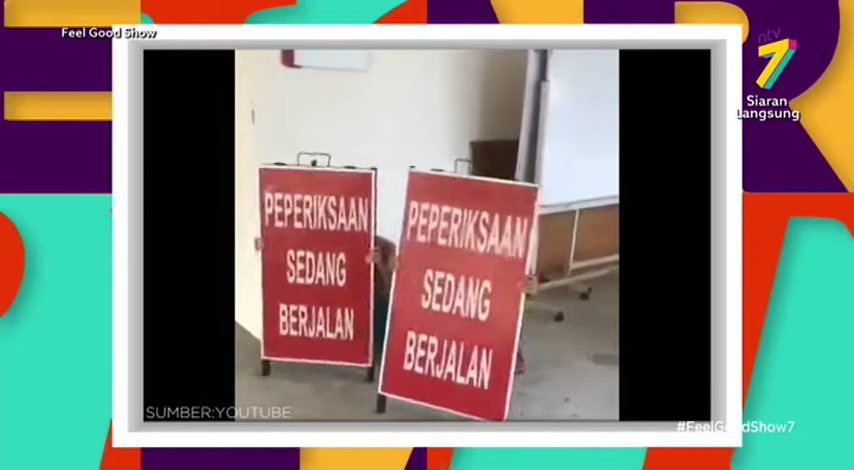 Feel Good Show
ntv
7
Siaran
Langsung
PEPERIKSAAN
SEDANG
BERJALAN
PEPERIKSAAN
SEDANG
BERJALAN
SUMBER:YOUTUBE
#FeelGoodShow7